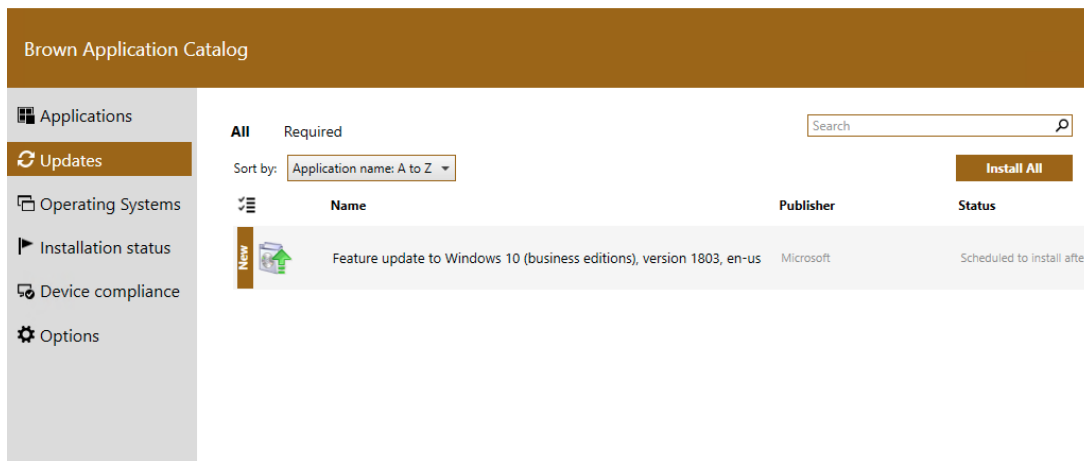 Brown Application Catalog
Applications
Updates
Operating Systems
Installation status
Device compliance
Options
All Required
Search
Sort by: Application name: A to Z
Install All
Name Publisher Status
New
Feature update to Windows 10 (business editions), version 1803, en-us Microsoft Scheduled to install afte